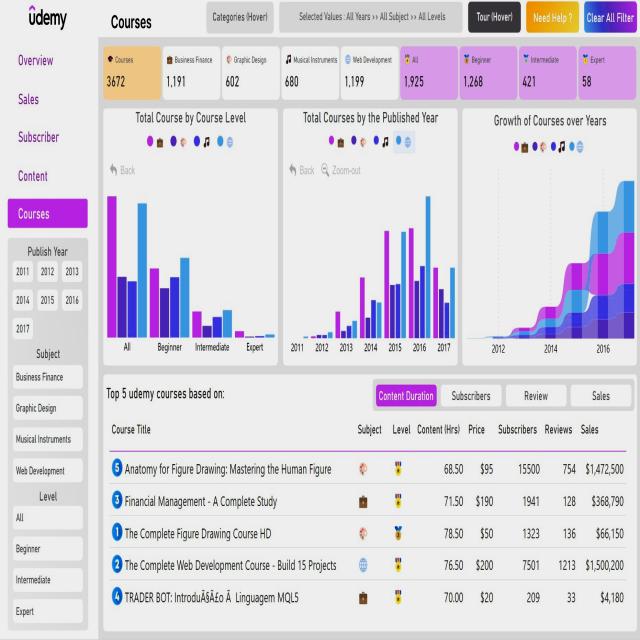 ûdemy
Courses
Categories (Hover)
Selected Values : All Years >> All Subject >> All Levels
Tour (Hover)
Need Help ?
Clear All Filter
Overview
Sales
Subscriber
Content
Courses
Courses
3672
Business Finance
1,191
Graphic Design
602
Musical Instruments
680
Web Development
1,199
All
1,925
Beginner
1,268
Intermediate
421
Expert
58
Publish Year
2011 2012 2013
2014 2015 2016
2017
Subject
Business Finance
Graphic Design
Musical Instruments
Web Development
Level
All
Beginner
Intermediate
Expert
Total Course by Course Level
Back
All Beginner Intermediate Expert
Total Courses by the Published Year
Back Zoom-out
2011 2012 2013 2014 2015 2016 2017
Growth of Courses over Years
2012 2014 2016
Top 5 udemy courses based on:
Content Duration Subscribers Review Sales
Course Title Subject Level Content (Hrs) Price Subscribers Reviews Sales
5 Anatomy for Figure Drawing: Mastering the Human Figure 68.50 $95 15500 754 $1,472,500
3 Financial Management - A Complete Study 71.50 $190 1941 128 $368,790
1 The Complete Figure Drawing Course HD 78.50 $50 1323 136 $66,150
2 The Complete Web Development Course - Build 15 Projects 76.50 $200 7501 1213 $1,500,200
4 TRADER BOT: IntroduÃ§Ã£o Ã  Linguagem MQL5 70.00 $20 209 33 $4,180